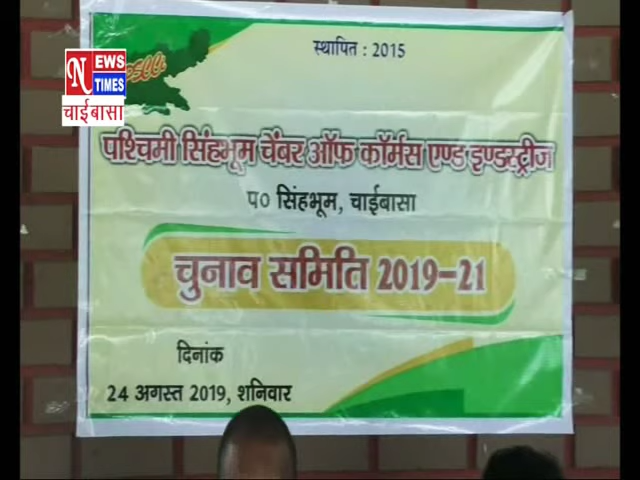 स्थापित : 2015
NEWS
TIMES
चाईबासा
पश्चिमी सिंहभूम चेंबर ऑफ कॉर्मस एण्ड इण्डस्ट्रीज
प० सिंहभूम, चाईबासा
चुनाव समिति 2019-21
दिनांक
24 अगस्त 2019, शनिवार